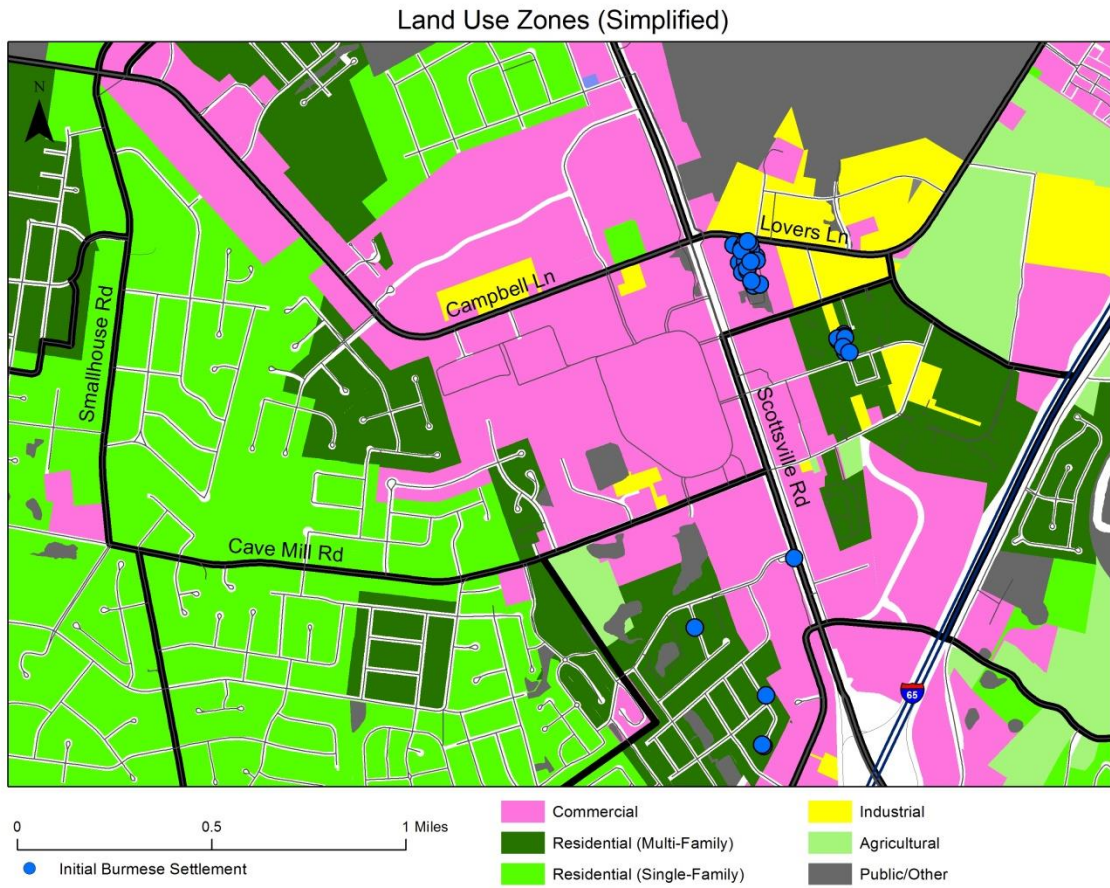 Land Use Zones (Simplified)
N
Lovers Ln
Campbell Ln
Smallhouse Rd
Scottsville Rd
Cave Mill Rd
65
0 0.5 1 Miles
Initial Burmese Settlement
Commercial
Residential (Multi-Family)
Residential (Single-Family)
Industrial
Agricultural
Public/Other